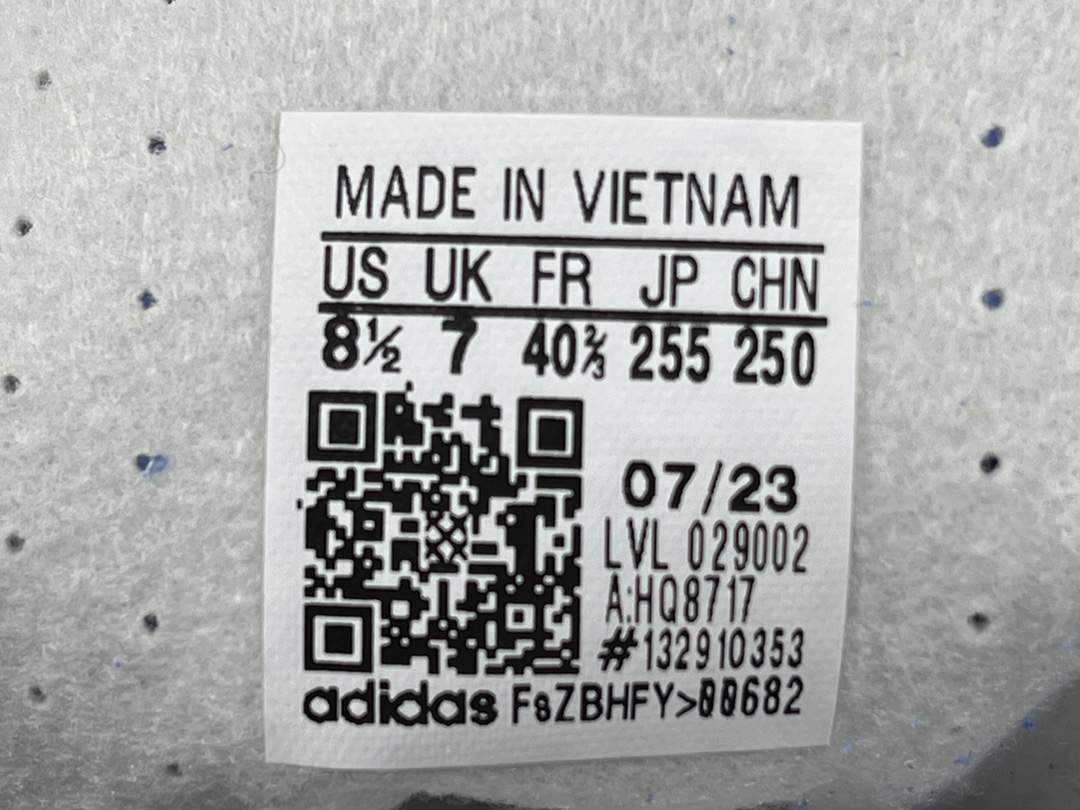 MADE IN VIETNAM
US UK FR JP CHN
8½ 7 40⅔ 255 250
07/23
LVL 029002
A:HQ8717
#132910353
adidas FsZBHFY>00682